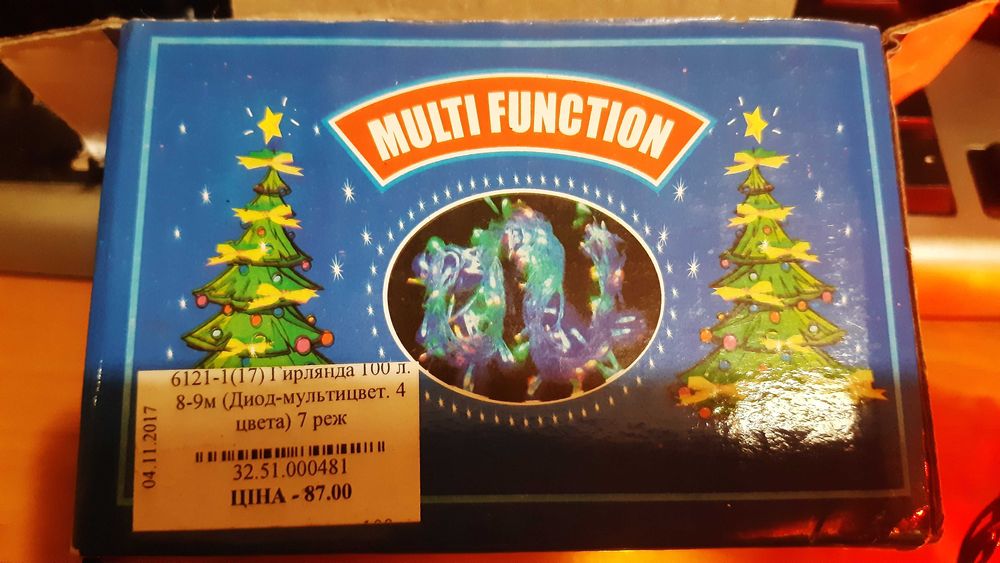 MULTI FUNCTION
6121-1(17) Гирлянда 100 л.
8-9м (Диод-мультицвет. 4
цвета) 7 реж
04.11.2017
32.51.000481
ЦІНА - 87.00